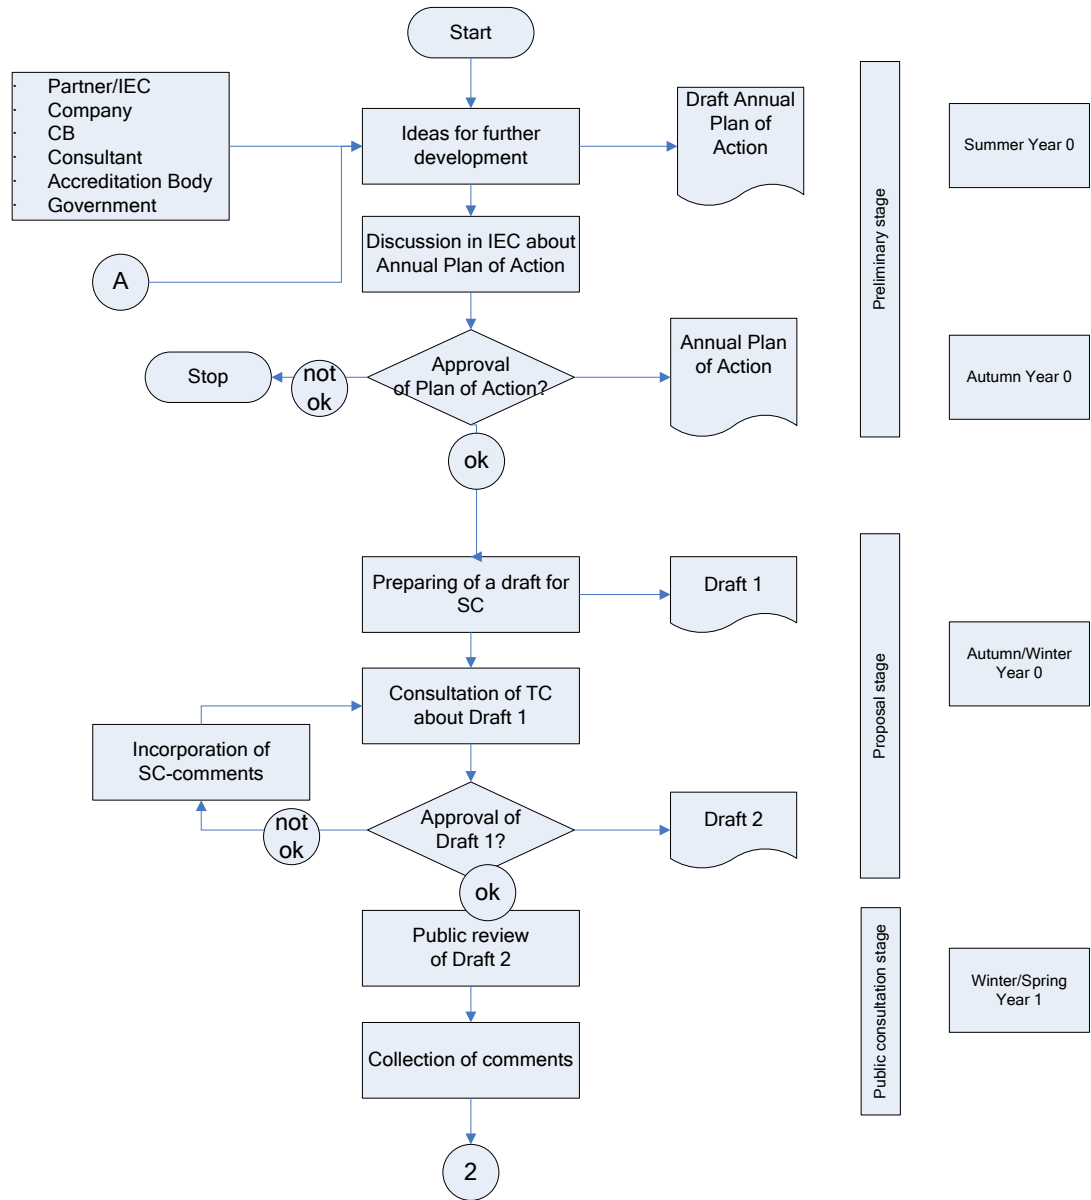 Start
· Partner/IEC
· Company
· CB
· Consultant
· Accreditation Body
· Government
Ideas for further
development
Draft Annual
Plan of
Action
Summer Year 0
Discussion in IEC about
Annual Plan of Action
A
Preliminary stage
Stop
not
ok
Approval
of Plan of Action?
Annual Plan
of Action
Autumn Year 0
ok
Preparing of a draft for
SC
Draft 1
Autumn/Winter
Year 0
Proposal stage
Consultation of TC
about Draft 1
Incorporation of
SC-comments
not
ok
Approval of
Draft 1?
Draft 2
ok
Public review
of Draft 2
Public consultation stage
Winter/Spring
Year 1
Collection of comments
2